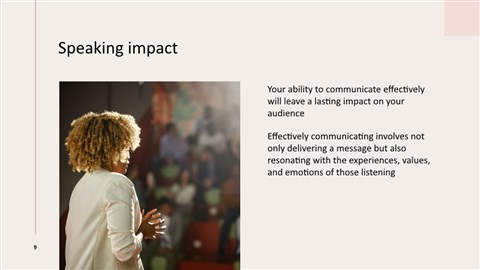 Speaking impact
Your ability to communicate effectively
will leave a lasting impact on your
audience
Effectively communicating involves not
only delivering a message but also
resonating with the experiences, values,
and emotions of those listening
9